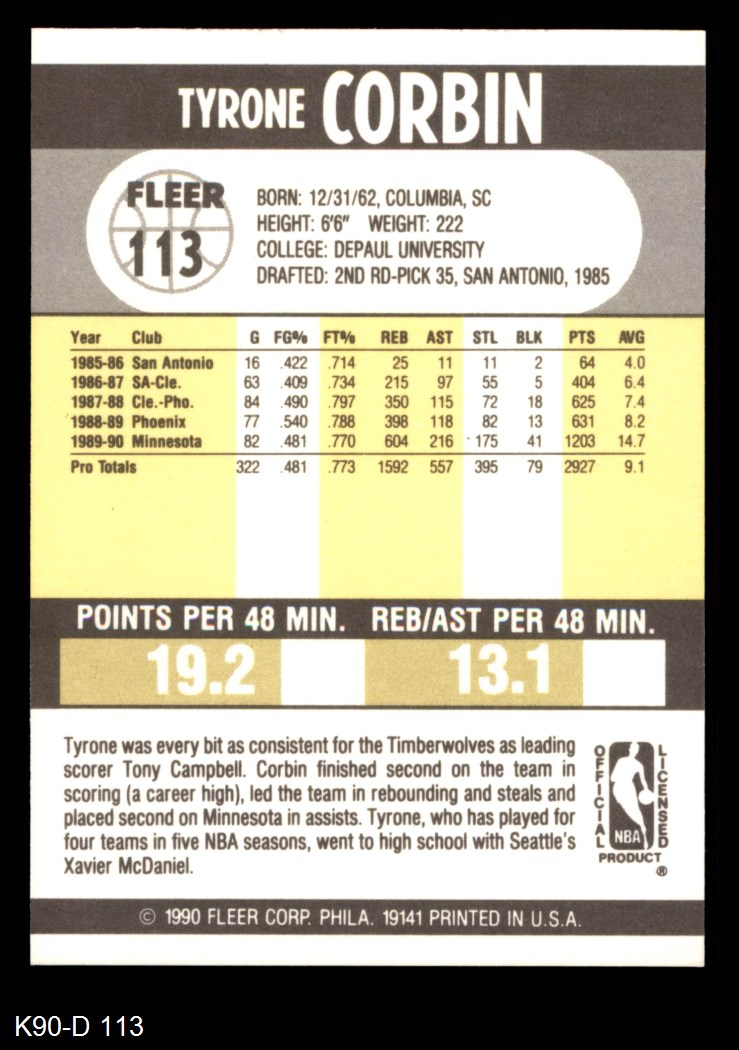 TYRONE CORBIN
FLEER
113
BORN: 12/31/62, COLUMBIA, SC
HEIGHT: 6'6" WEIGHT: 222
COLLEGE: DEPAUL UNIVERSITY
DRAFTED: 2ND RD-PICK 35, SAN ANTONIO, 1985
Year Club G FG% FT% REB AST STL BLK PTS AVG
1985-86 San Antonio 16 .422 .714 25 11 11 2 64 4.0
1986-87 SA-Cle. 63 .409 .734 215 97 55 5 404 6.4
1987-88 Cle.-Pho. 84 .490 .797 350 115 72 18 625 7.4
1988-89 Phoenix 77 .540 .788 398 118 82 13 631 8.2
1989-90 Minnesota 82 .481 .770 604 216 175 41 1203 14.7
Pro Totals 322 .481 .773 1592 557 395 79 2927 9.1
POINTS PER 48 MIN. REB/AST PER 48 MIN.
19.2 13.1
Tyrone was every bit as consistent for the Timberwolves as leading
scorer Tony Campbell. Corbin finished second on the team in
scoring (a career high), led the team in rebounding and steals and
placed second on Minnesota in assists. Tyrone, who has played for
four teams in five NBA seasons, went to high school with Seattle's
Xavier McDaniel.
OFFICIAL
LICENSED
NBA
PRODUCT
®
© 1990 FLEER CORP. PHILA. 19141 PRINTED IN U.S.A.
K90-D 113